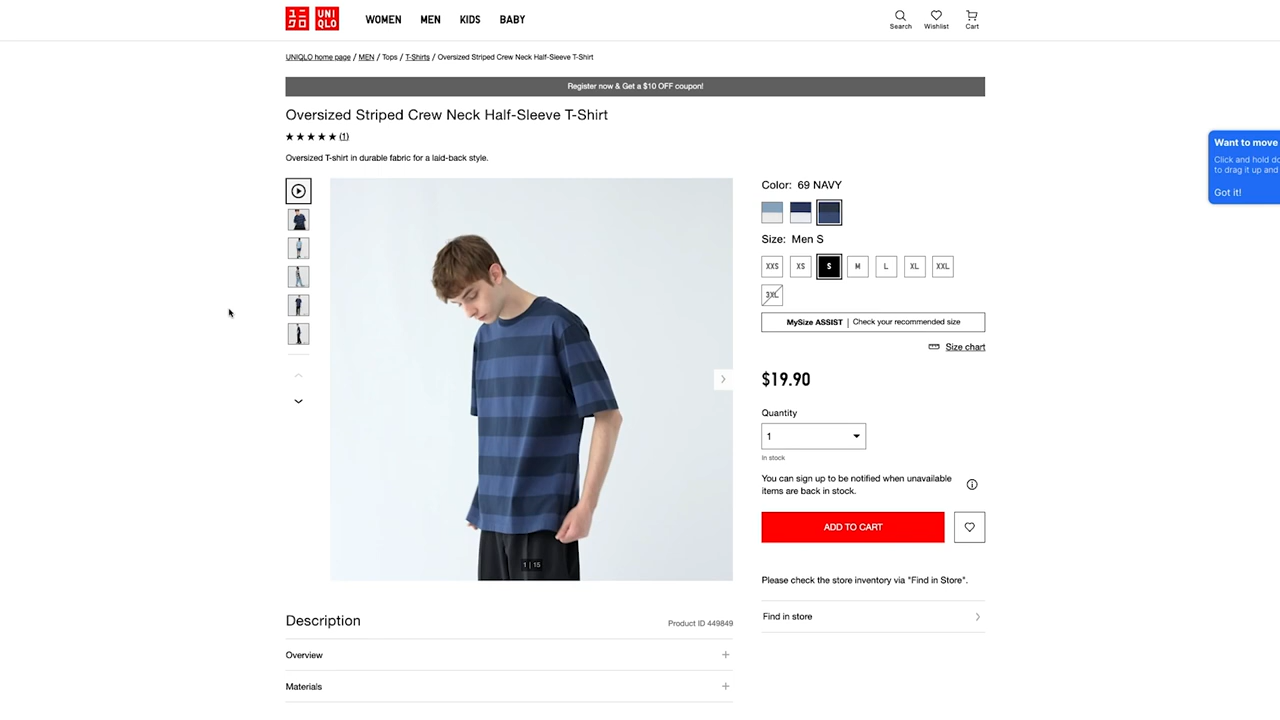 ユニ
クロ
UNI
QLO
WOMEN MEN KIDS BABY
Search Wishlist Cart
UNIQLO home page / MEN / Tops / T-Shirts / Oversized Striped Crew Neck Half-Sleeve T-Shirt
Register now & Get a $10 OFF coupon!
Oversized Striped Crew Neck Half-Sleeve T-Shirt
★★★★★ (1)
Oversized T-shirt in durable fabric for a laid-back style.
Color: 69 NAVY
Size: Men S
XXS XS S M L XL XXL
3XL
MySize ASSIST | Check your recommended size
Size chart
$19.90
Quantity
1
In stock
You can sign up to be notified when unavailable
items are back in stock.
ADD TO CART
Please check the store inventory via "Find in Store".
Find in store
1 | 15
Description
Product ID 449849
Overview
Materials
Want to move
Click and hold do
to drag it up and
Got it!